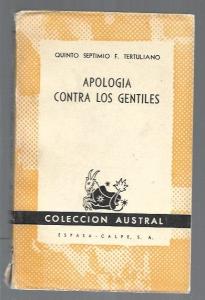 QUINTO SEPTIMIO F. TERTULIANO
APOLOGIA
CONTRA LOS GENTILES
COLECCION AUSTRAL
ESPASA-CALPE, S. A.